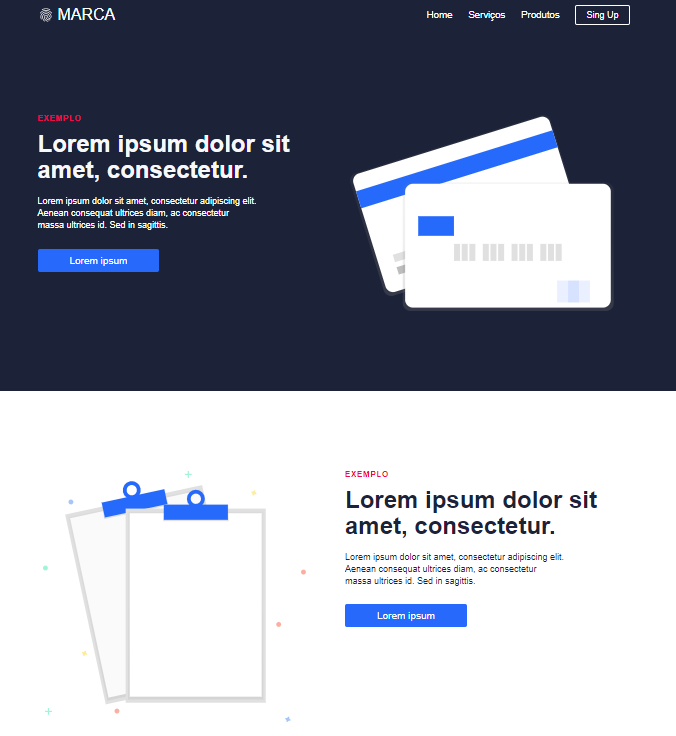 MARCA
Home Serviços Produtos Sing Up
EXEMPLO
Lorem ipsum dolor sit
amet, consectetur.
Lorem ipsum dolor sit amet, consectetur adipiscing elit.
Aenean consequat ultrices diam, ac consectetur
massa ultrices id. Sed in sagittis.
Lorem ipsum
EXEMPLO
Lorem ipsum dolor sit
amet, consectetur.
Lorem ipsum dolor sit amet, consectetur adipiscing elit.
Aenean consequat ultrices diam, ac consectetur
massa ultrices id. Sed in sagittis.
Lorem ipsum